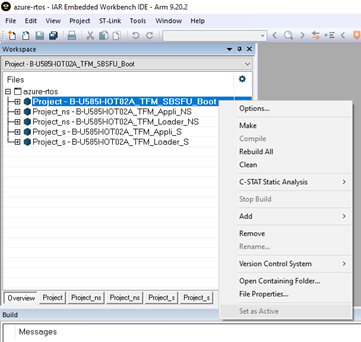 azure-rtos - IAR Embedded Workbench IDE - Arm 9.20.2
File Edit View Project ST-Link Tools Window Help
Workspace
Project - B-U585I-IOT02A_TFM_SBSFU_Boot
Files
azure-rtos
Project - B-U585I-IOT02A_TFM_SBSFU_Boot
Project_ns - B-U585I-IOT02A_TFM_Appli_NS
Project_ns - B-U585I-IOT02A_TFM_Loader_NS
Project_s - B-U585I-IOT02A_TFM_Appli_S
Project_s - B-U585I-IOT02A_TFM_Loader_S
Options...
Make
Compile
Rebuild All
Clean
C-STAT Static Analysis
Stop Build
Add
Remove
Rename...
Version Control System
Open Containing Folder...
File Properties...
Set as Active
Overview Project Project_ns Project_ns Project_s Project_s
Build
Messages